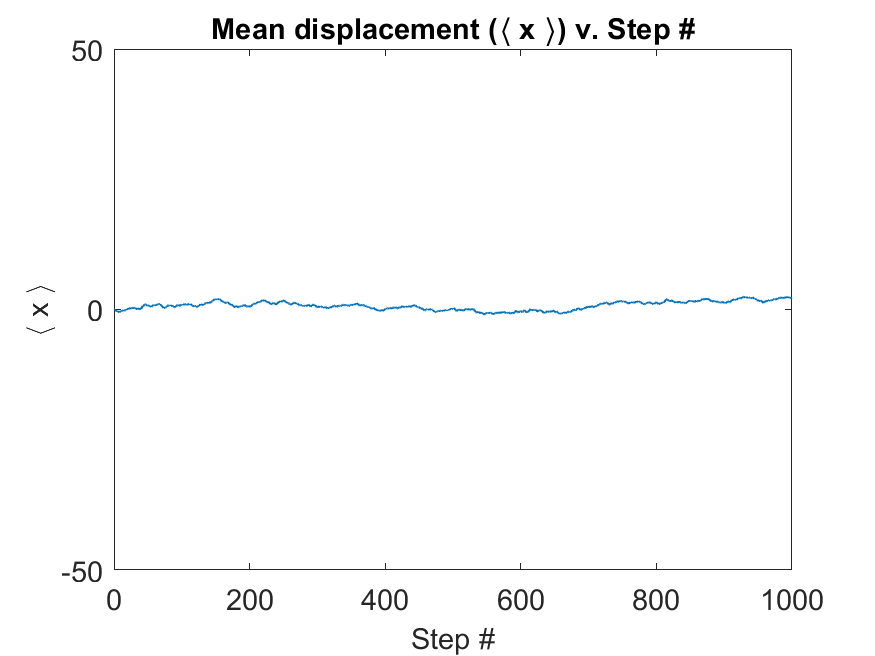 Mean displacement (⟨ x ⟩) v. Step #
50
0
-50
⟨ x ⟩
0 200 400 600 800 1000
Step #